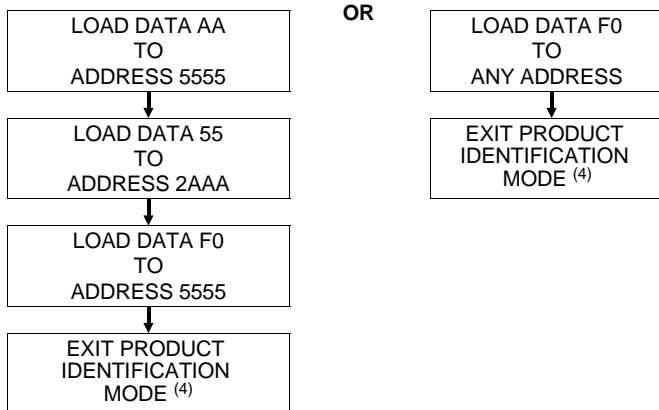 LOAD DATA AA
TO
ADDRESS 5555
LOAD DATA 55
TO
ADDRESS 2AAA
LOAD DATA F0
TO
ADDRESS 5555
EXIT PRODUCT
IDENTIFICATION
MODE (4)
OR
LOAD DATA F0
TO
ANY ADDRESS
EXIT PRODUCT
IDENTIFICATION
MODE (4)